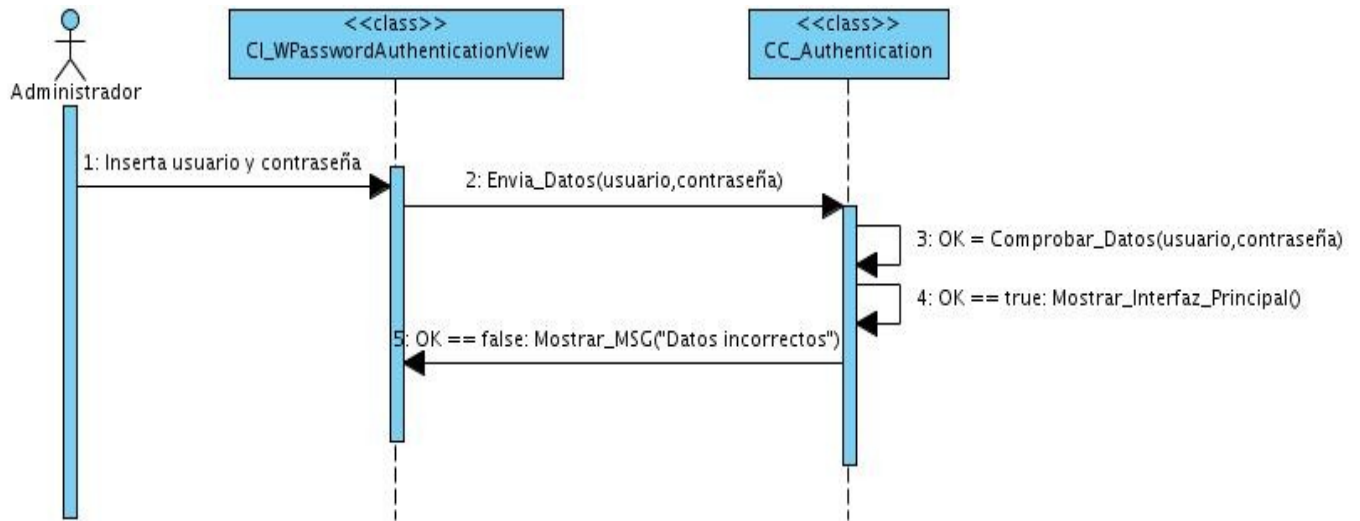 <<class>>
CI_WPasswordAuthenticationView
<<class>>
CC_Authentication
Administrador
1: Inserta usuario y contraseña
2: Envia_Datos(usuario,contraseña)
3: OK = Comprobar_Datos(usuario,contraseña)
4: OK == true: Mostrar_Interfaz_Principal()
5: OK == false: Mostrar_MSG("Datos incorrectos")